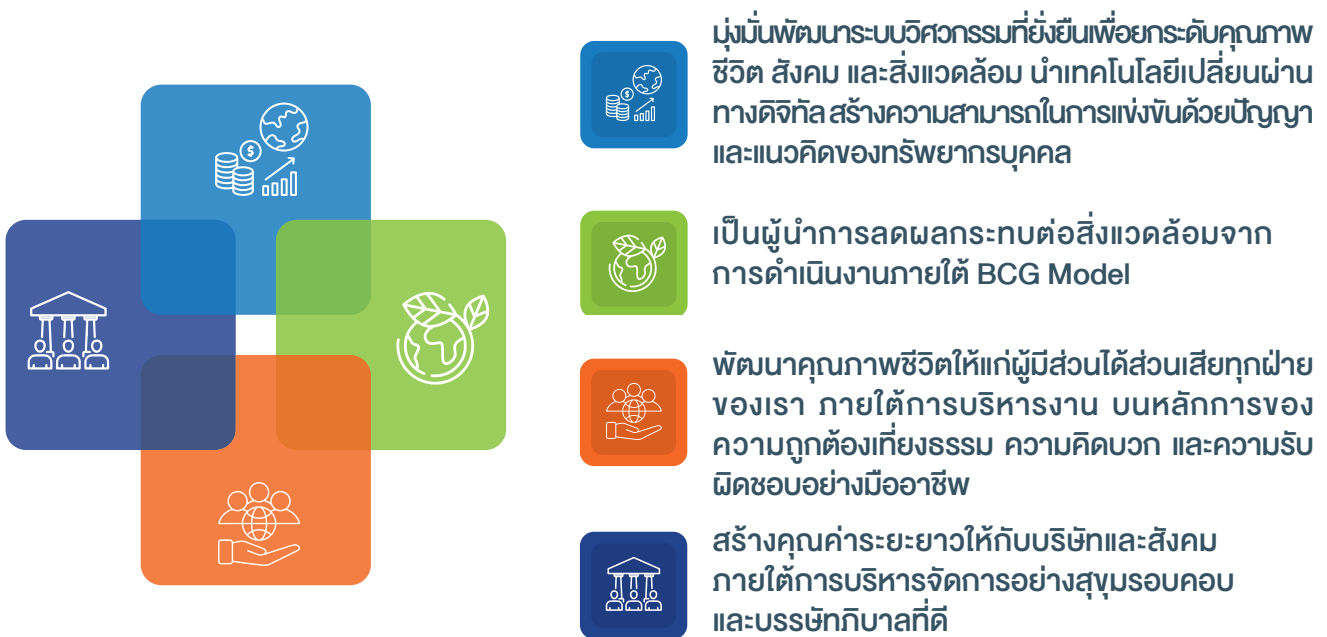 มุ่งมั่นพัฒนาระบบวิศวกรรมที่ยั่งยืนเพื่อยกระดับคุณภาพ
ชีวิต สังคม และสิ่งแวดล้อม นำเทคโนโลยีเปลี่ยนผ่าน
ทางดิจิทัล สร้างความสามารถในการแข่งขันด้วยปัญญา
และแนวคิดของทรัพยากรบุคคล
เป็นผู้นำการลดผลกระทบต่อสิ่งแวดล้อมจาก
การดำเนินงานภายใต้ BCG Model
พัฒนาคุณภาพชีวิตให้แก่ผู้มีส่วนได้ส่วนเสียทุกฝ่าย
ของเรา ภายใต้การบริหารงาน บนหลักการของ
ความถูกต้องเที่ยงธรรม ความคิดบวก และความรับ
ผิดชอบอย่างมืออาชีพ
สร้างคุณค่าระยะยาวให้กับบริษัทและสังคม
ภายใต้การบริหารจัดการอย่างสุขุมรอบคอบ
และบรรษัทภิบาลที่ดี